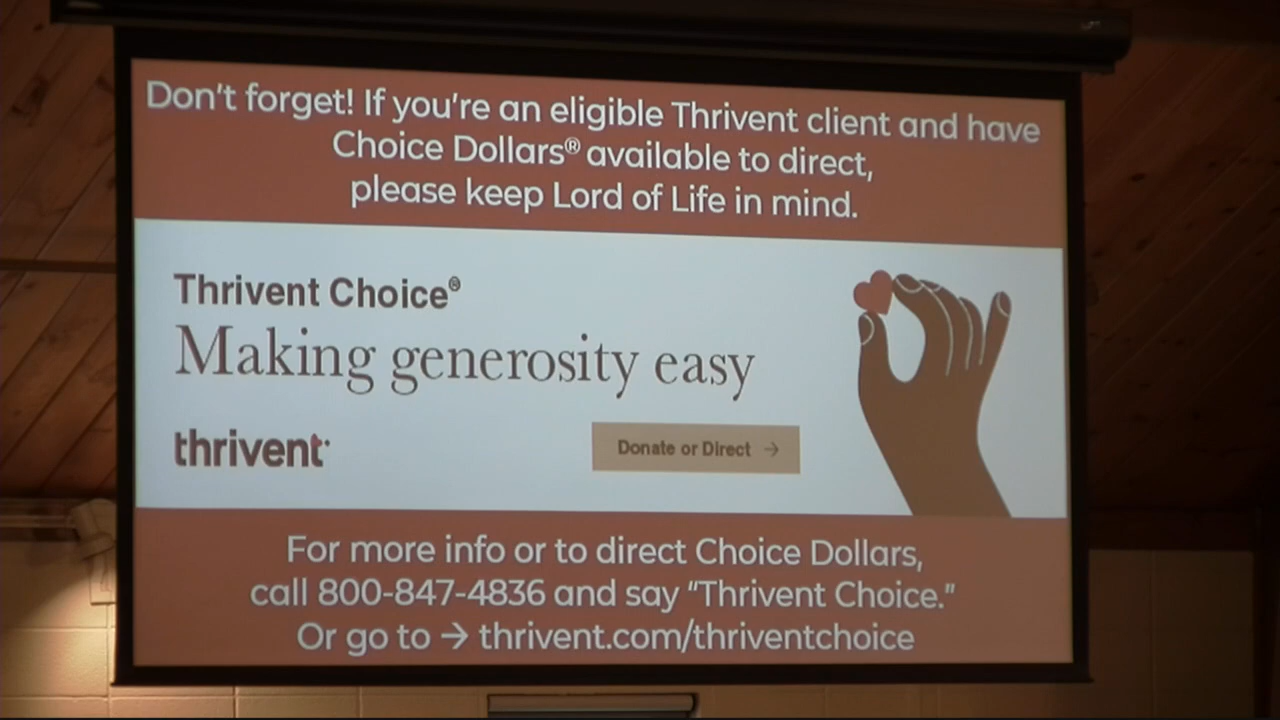 Don't forget! If you're an eligible Thrivent client and have
Choice Dollars® available to direct,
please keep Lord of Life in mind.
Thrivent Choice®
Making generosity easy
thrivent
Donate or Direct →
For more info or to direct Choice Dollars,
call 800-847-4836 and say "Thrivent Choice."
Or go to → thrivent.com/thriventchoice